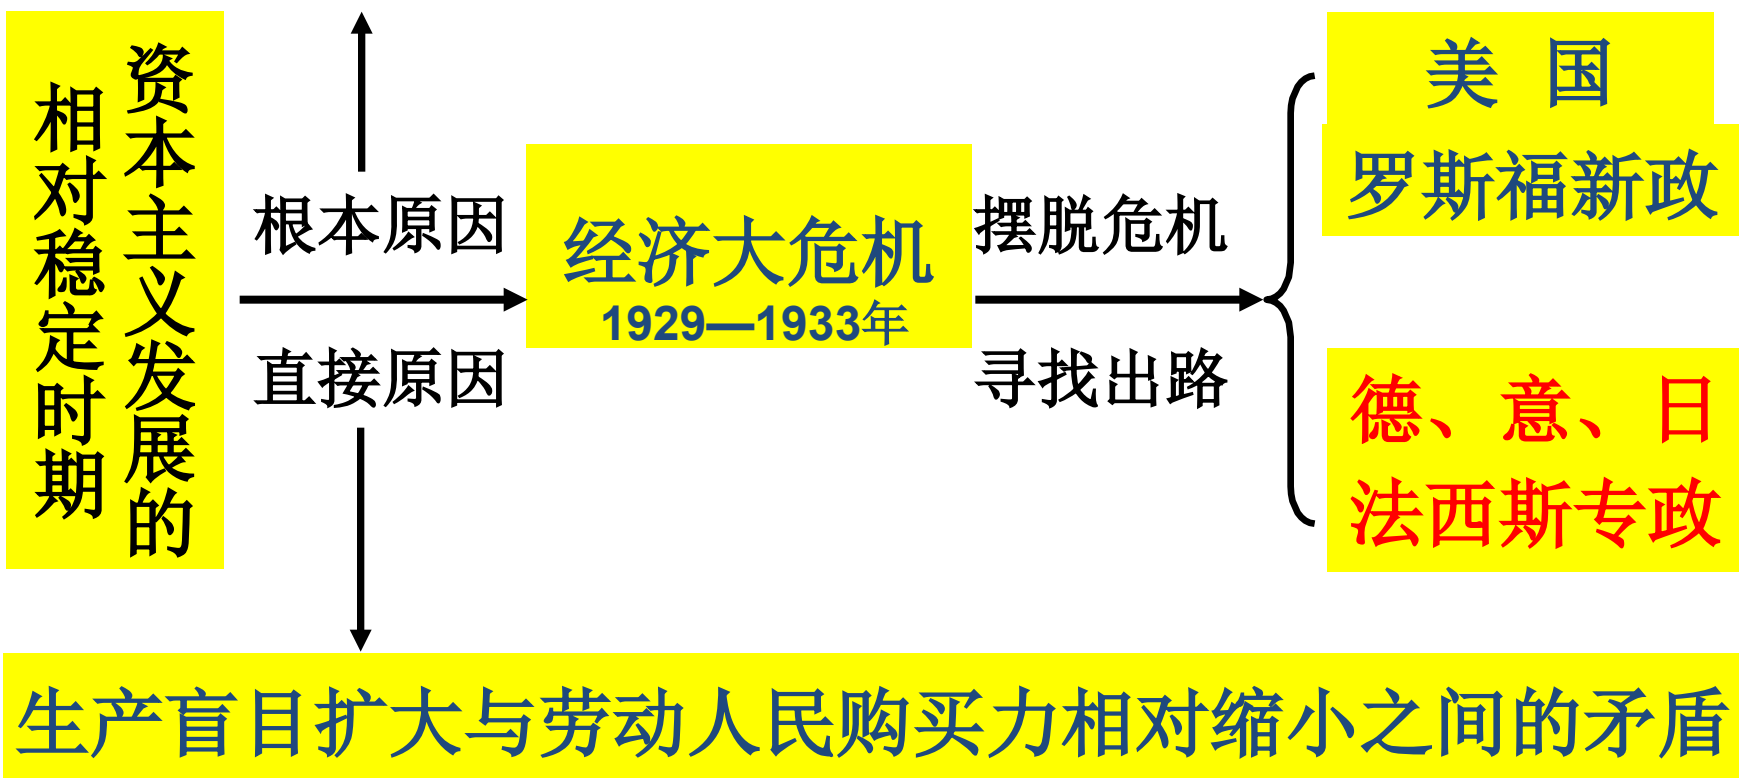 资本主义发展的
相对稳定时期
根本原因
直接原因
经济大危机
1929—1933年
摆脱危机
寻找出路
美 国
罗斯福新政
德、意、日
法西斯专政
生产盲目扩大与劳动人民购买力相对缩小之间的矛盾